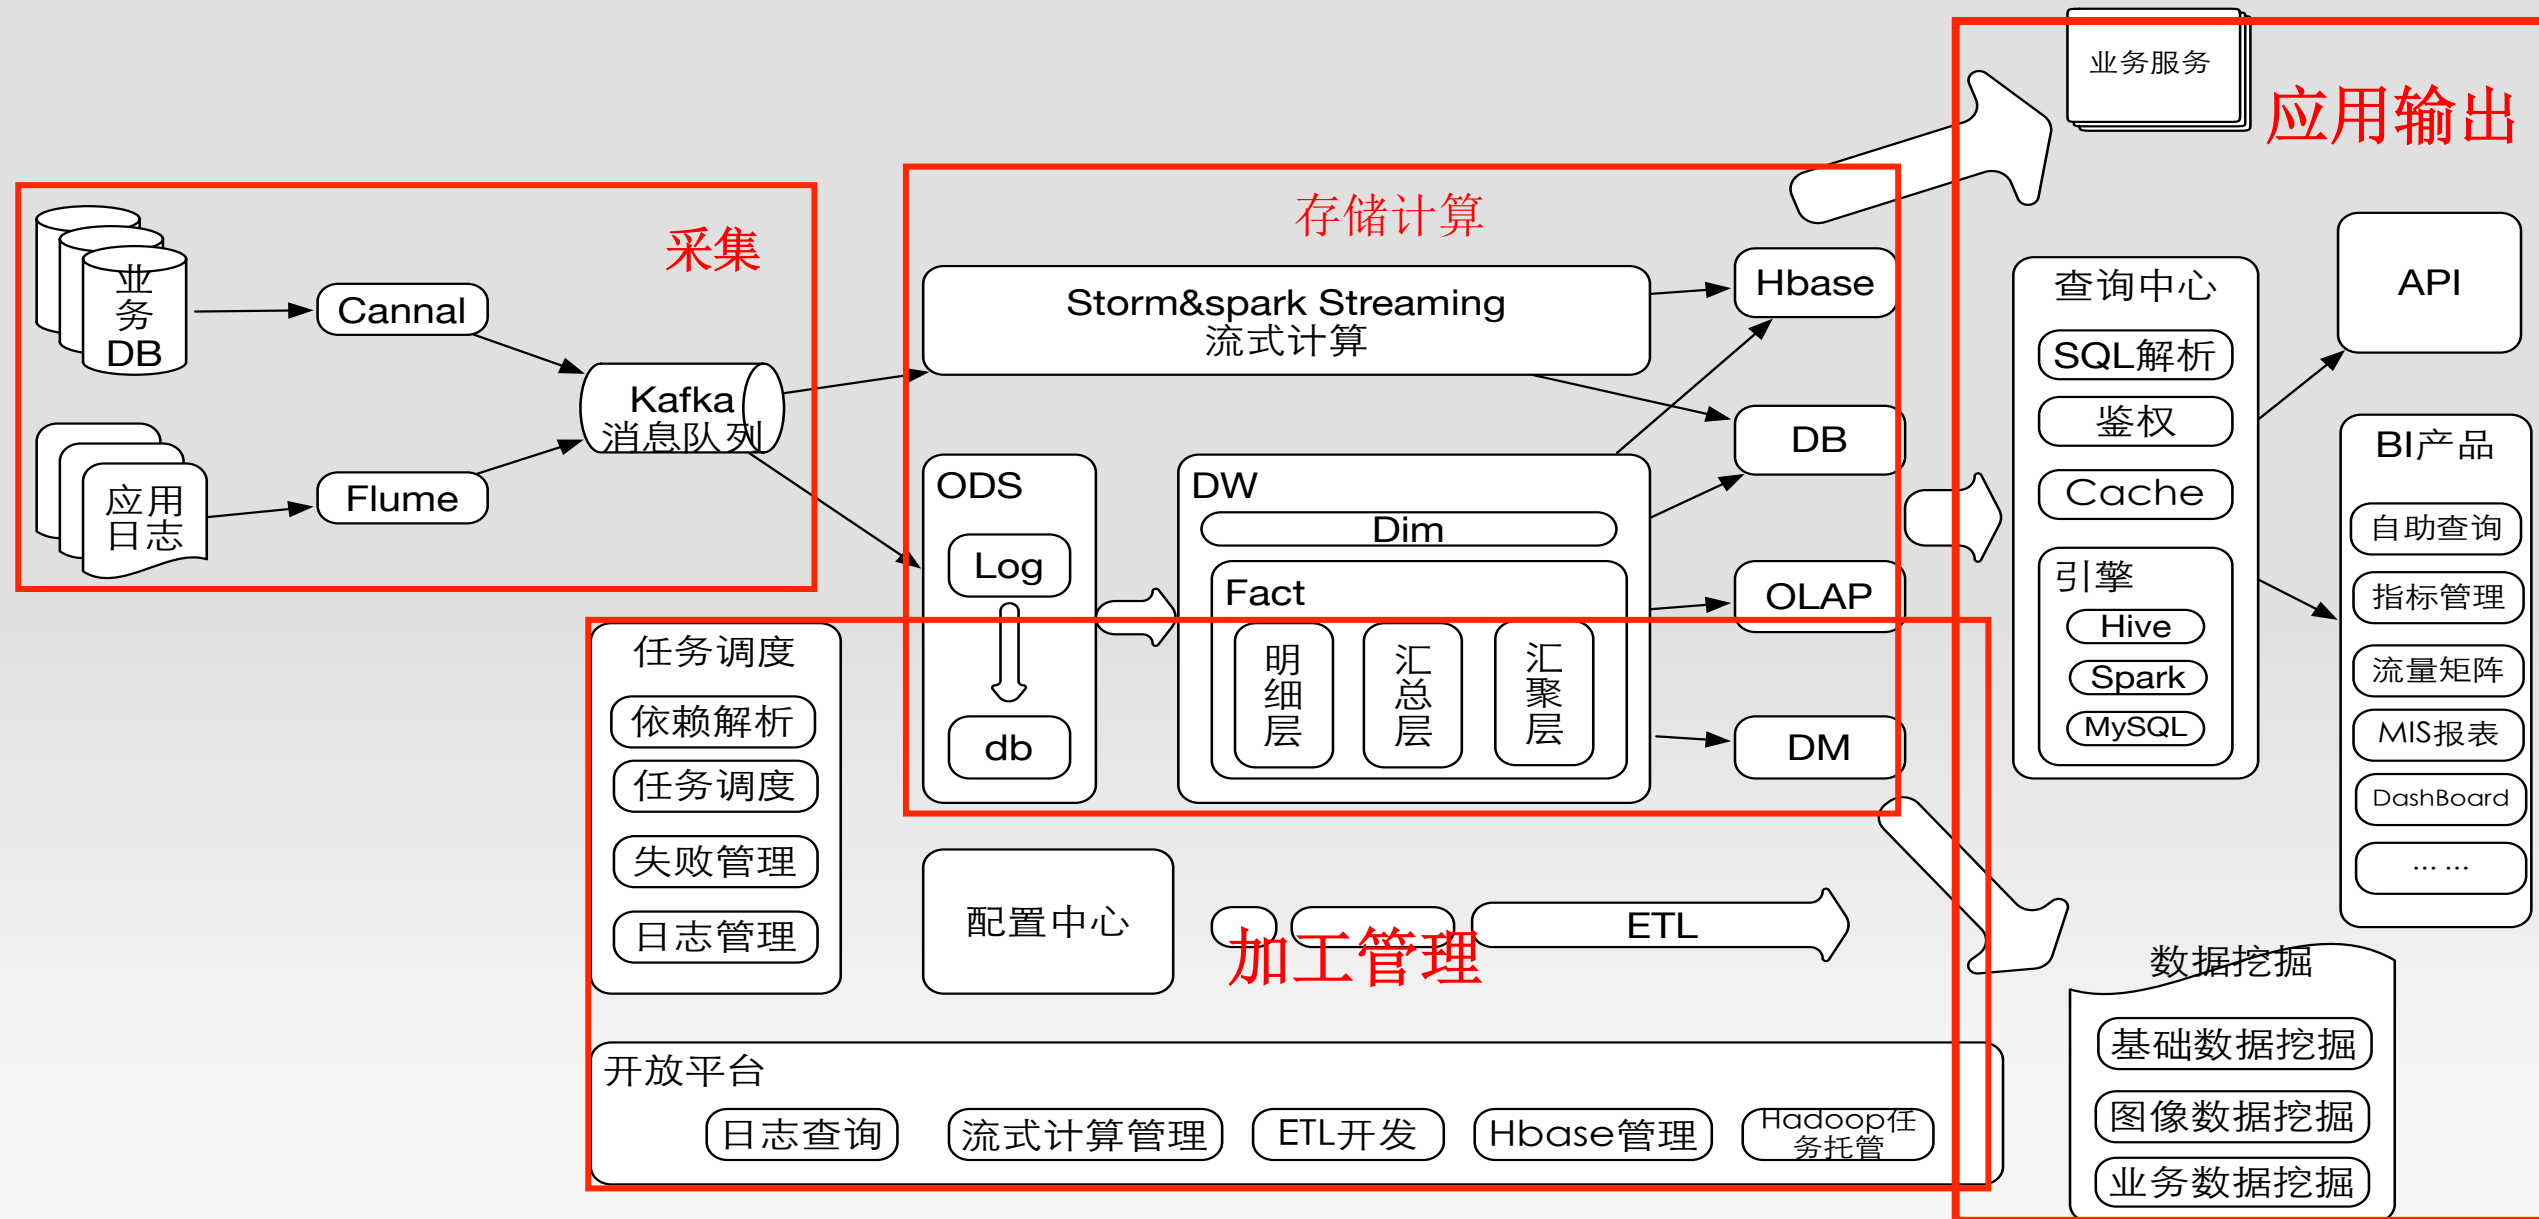 采集
业
务
DB
Cannal
Kafka
消息队列
应用
日志
Flume
存储计算
Storm&spark Streaming
流式计算
Hbase
DB
OLAP
DM
ODS
Log
db
DW
Dim
Fact
明
细
层
汇
总
层
汇
聚
层
任务调度
依赖解析
任务调度
失败管理
日志管理
配置中心
加工管理
ETL
开放平台
日志查询
流式计算管理
ETL开发
Hbase管理
Hadoop任
务托管
业务服务
应用输出
查询中心
SQL解析
鉴权
Cache
引擎
Hive
Spark
MySQL
API
BI产品
自助查询
指标管理
流量矩阵
MIS报表
DashBoard
... ...
数据挖掘
基础数据挖掘
图像数据挖掘
业务数据挖掘